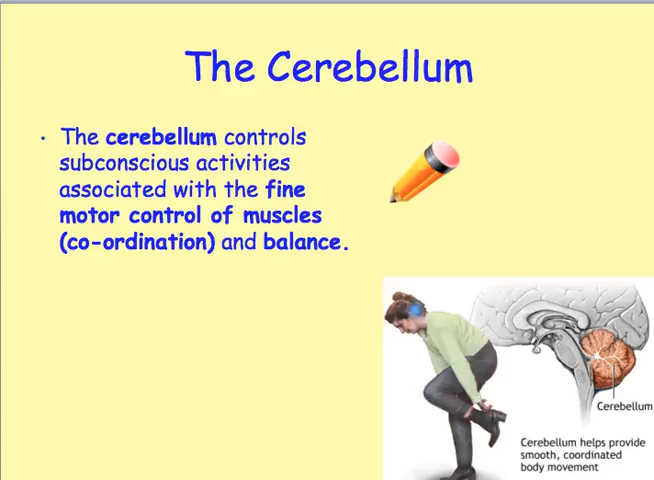 The Cerebellum
• The cerebellum controls
subconscious activities
associated with the fine
motor control of muscles
(co-ordination) and balance.
Cerebellum
Cerebellum helps provide
smooth, coordinated
body movement